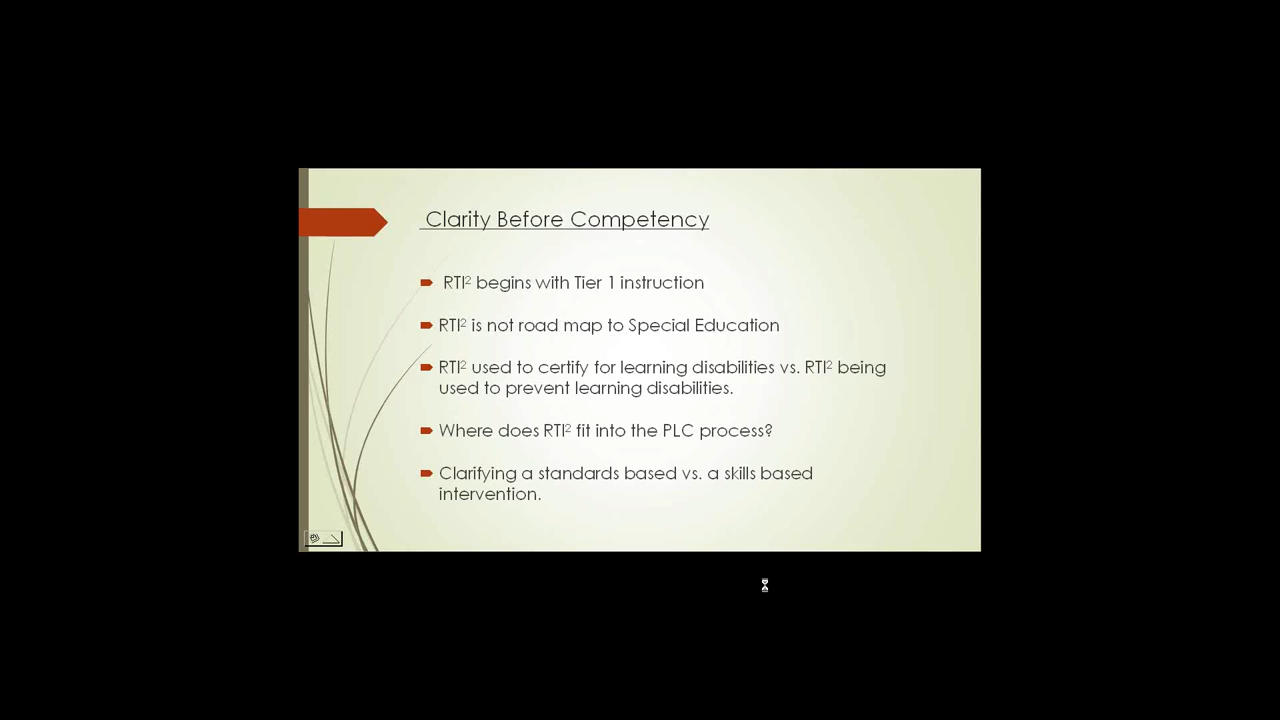 Clarity Before Competency
RTI² begins with Tier 1 instruction
RTI² is not road map to Special Education
RTI² used to certify for learning disabilities vs. RTI² being
used to prevent learning disabilities.
Where does RTI² fit into the PLC process?
Clarifying a standards based vs. a skills based
intervention.